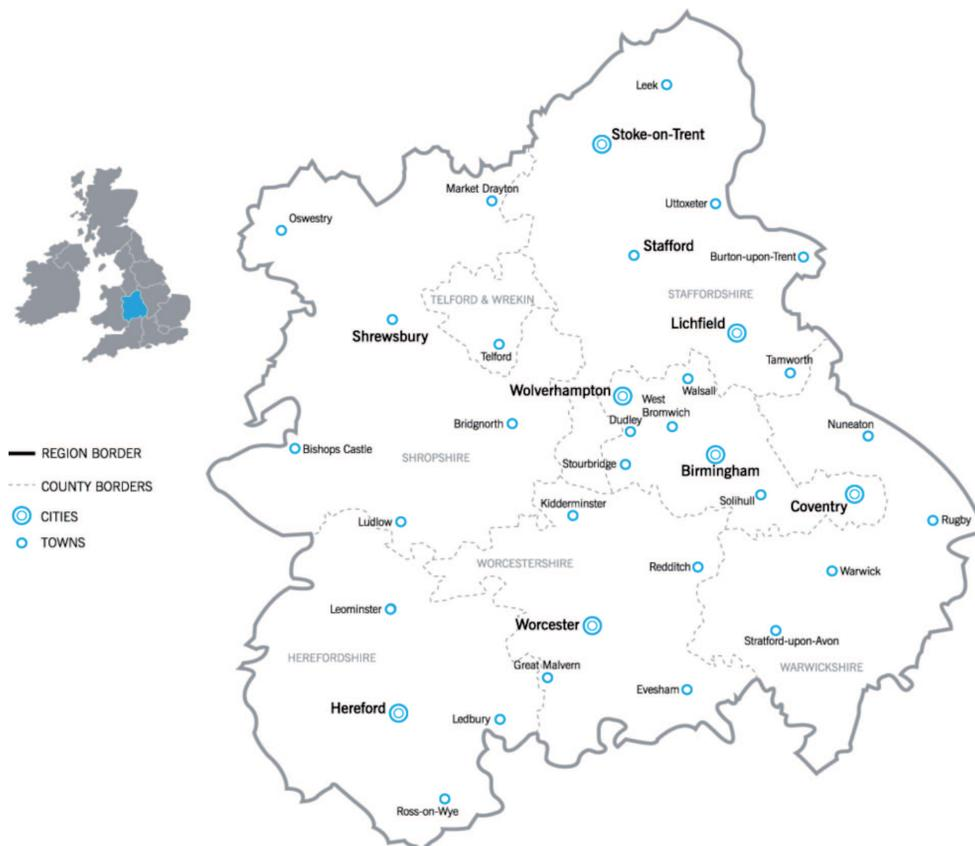 Leek
Stoke-on-Trent
Market Drayton
Uttoxeter
Oswestry
Stafford
Burton-upon-Trent
TELFORD & WREKIN
STAFFORDSHIRE
Lichfield
Shrewsbury
Telford
Tamworth
Wolverhampton
Walsall
West
Bromwich
Dudley
Bridgnorth
Nuneaton
Bishops Castle
REGION BORDER
SHROPSHIRE
Stourbridge
Birmingham
COUNTY BORDERS
Solihull
Kidderminster
Coventry
CITIES
Ludlow
Rugby
TOWNS
WORCESTERSHIRE
Redditch
Warwick
Leominster
Worcester
Stratford-upon-Avon
HEREFORDSHIRE
Great Malvern
WARWICKSHIRE
Evesham
Hereford
Ledbury
Ross-on-Wye